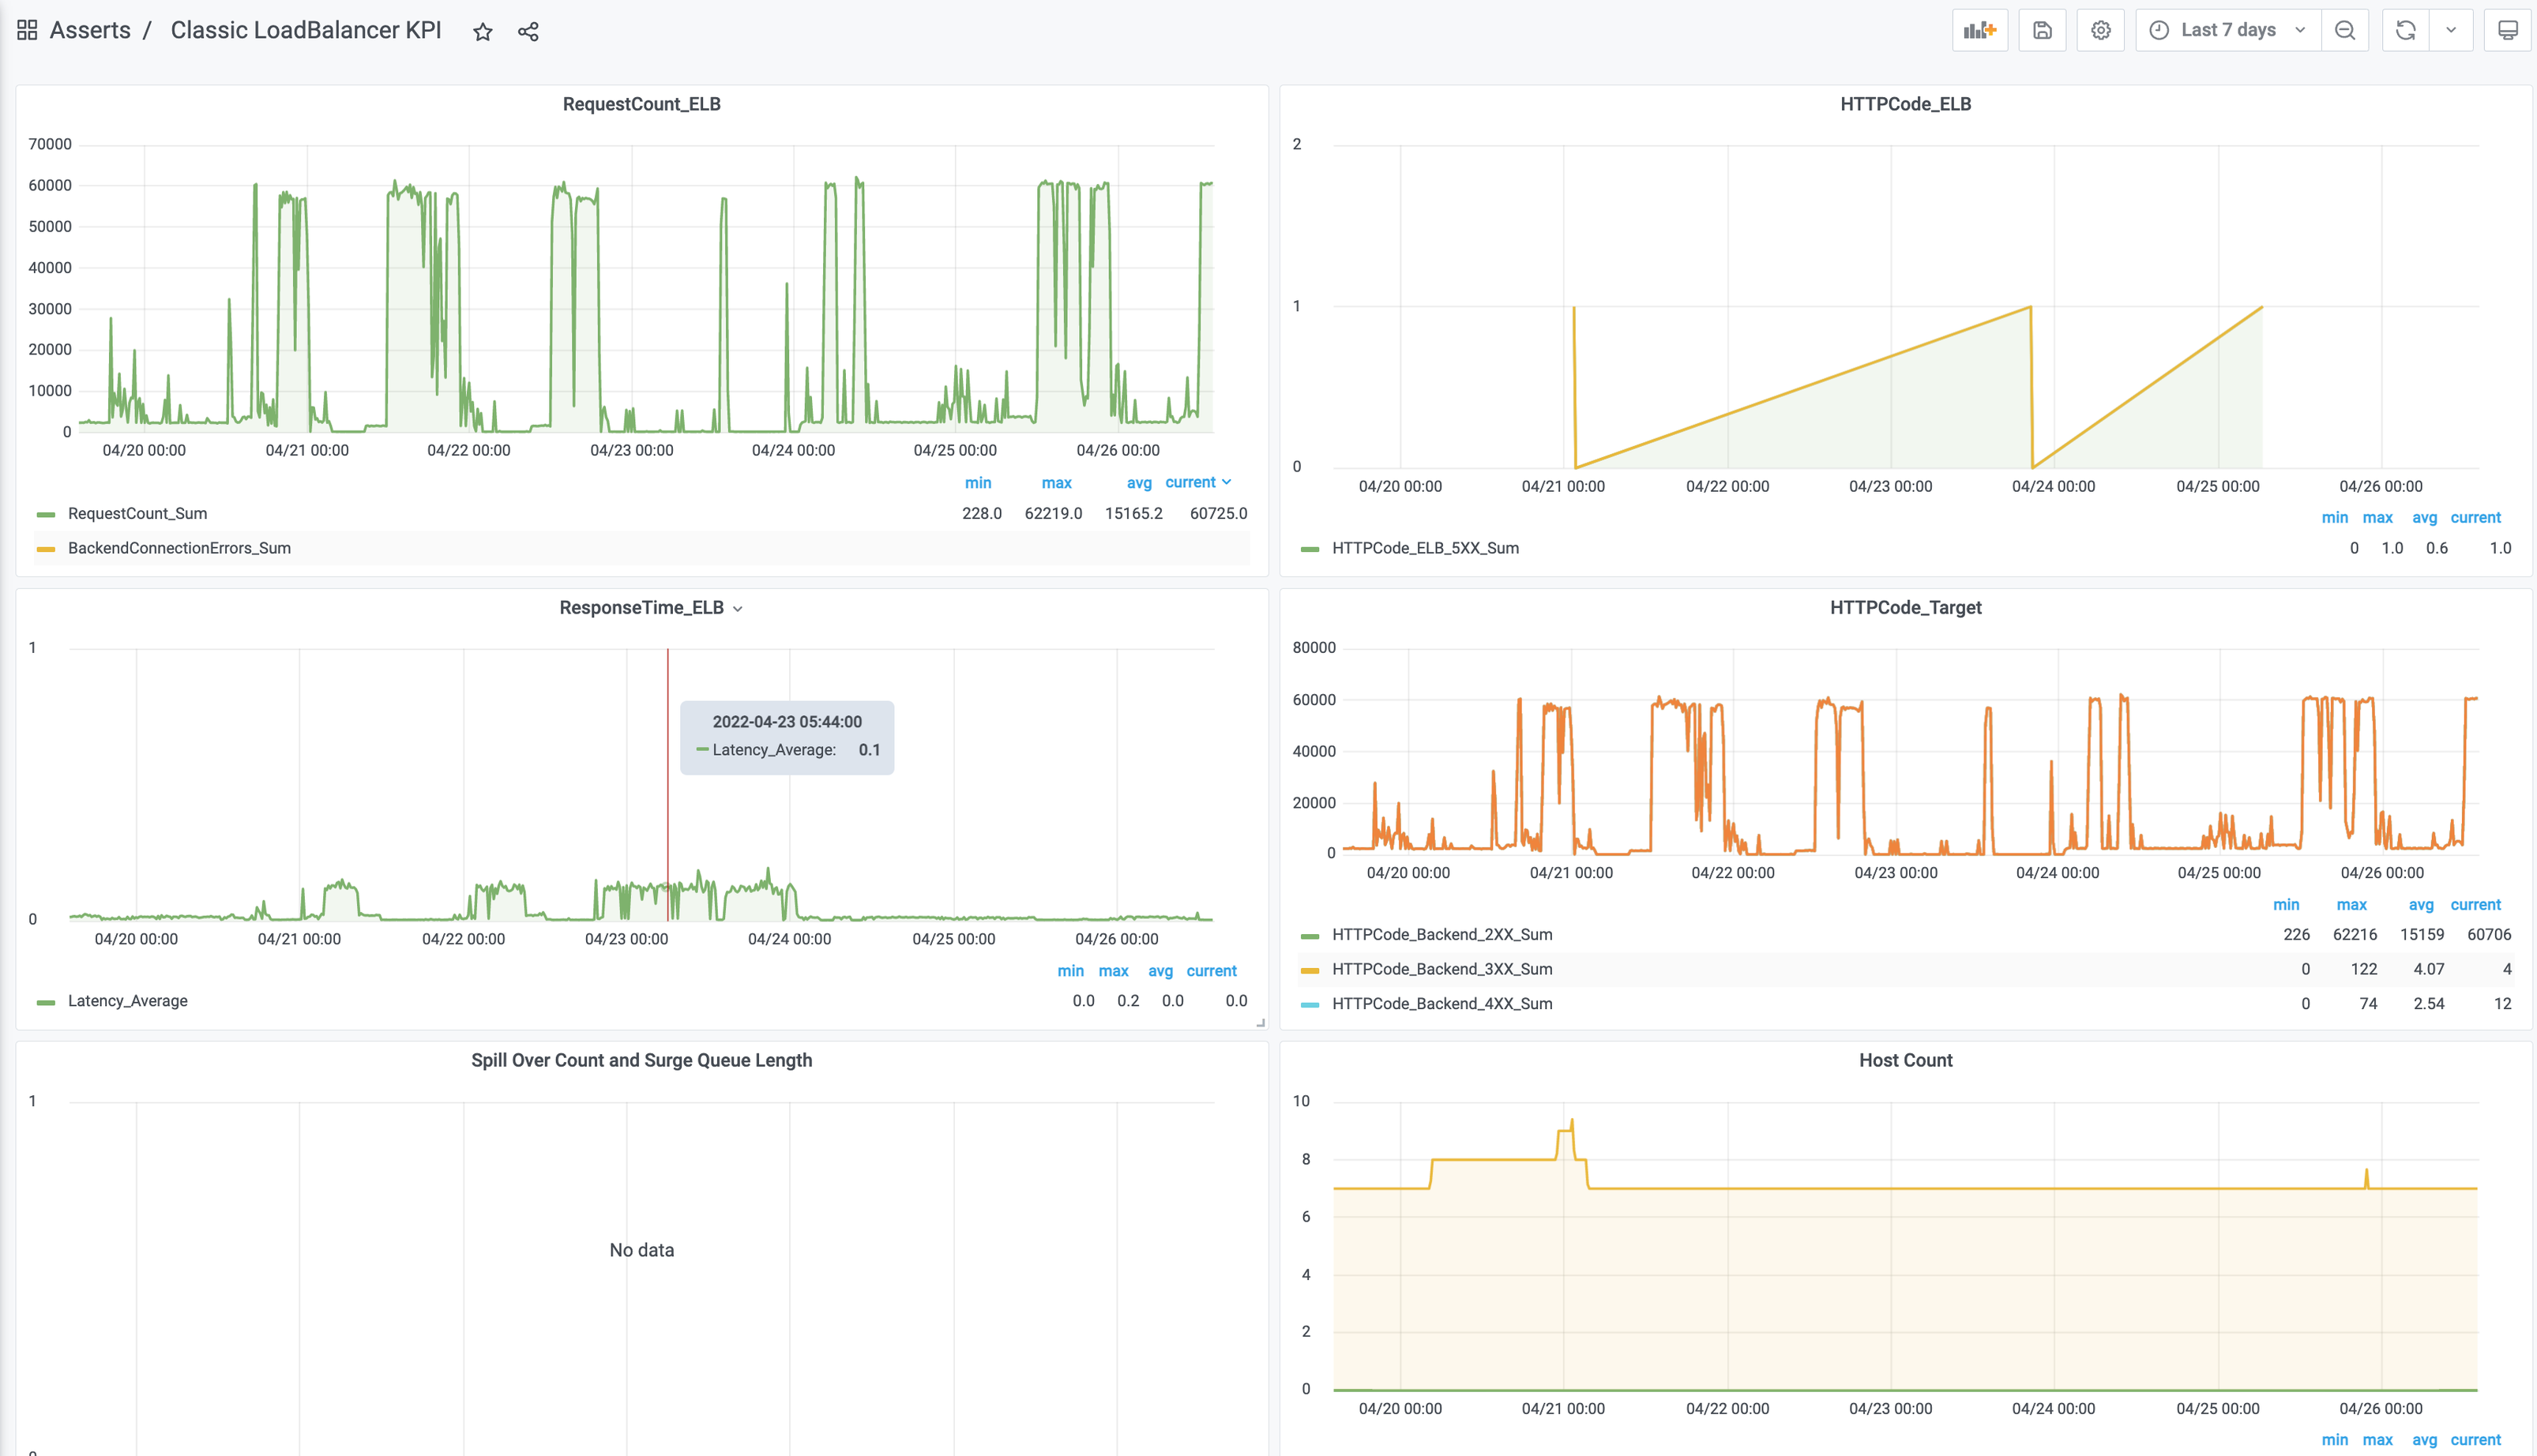 Asserts / Classic LoadBalancer KPI
Last 7 days
RequestCount_ELB
70000
60000
50000
40000
30000
20000
10000
0
04/20 00:00 04/21 00:00 04/22 00:00 04/23 00:00 04/24 00:00 04/25 00:00 04/26 00:00
min max avg current
RequestCount_Sum 228.0 62219.0 15165.2 60725.0
BackendConnectionErrors_Sum
HTTPCode_ELB
2
1
0
04/20 00:00 04/21 00:00 04/22 00:00 04/23 00:00 04/24 00:00 04/25 00:00 04/26 00:00
min max avg current
HTTPCode_ELB_5XX_Sum 0 1.0 0.6 1.0
ResponseTime_ELB
1
2022-04-23 05:44:00
Latency_Average: 0.1
0
04/20 00:00 04/21 00:00 04/22 00:00 04/23 00:00 04/24 00:00 04/25 00:00 04/26 00:00
min max avg current
Latency_Average 0.0 0.2 0.0 0.0
HTTPCode_Target
80000
60000
40000
20000
0
04/20 00:00 04/21 00:00 04/22 00:00 04/23 00:00 04/24 00:00 04/25 00:00 04/26 00:00
min max avg current
HTTPCode_Backend_2XX_Sum 226 62216 15159 60706
HTTPCode_Backend_3XX_Sum 0 122 4.07 4
HTTPCode_Backend_4XX_Sum 0 74 2.54 12
Spill Over Count and Surge Queue Length
1
No data
Host Count
10
8
6
4
2
0
04/20 00:00 04/21 00:00 04/22 00:00 04/23 00:00 04/24 00:00 04/25 00:00 04/26 00:00
min max avg current